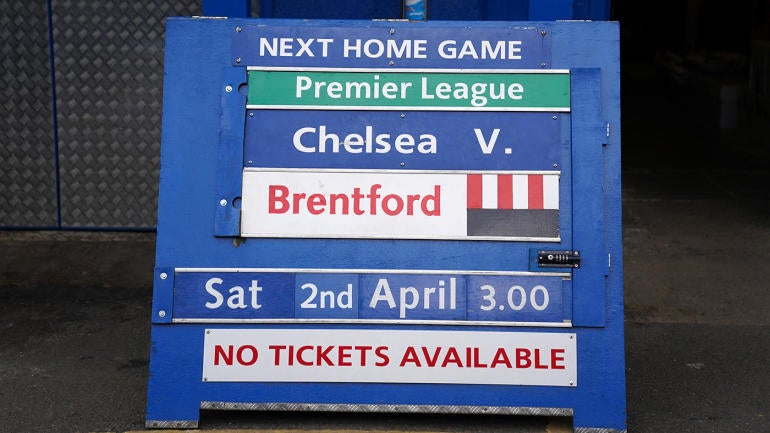 NEXT HOME GAME
Premier League
Chelsea V.
Brentford
Sat 2nd April 3.00
NO TICKETS AVAILABLE